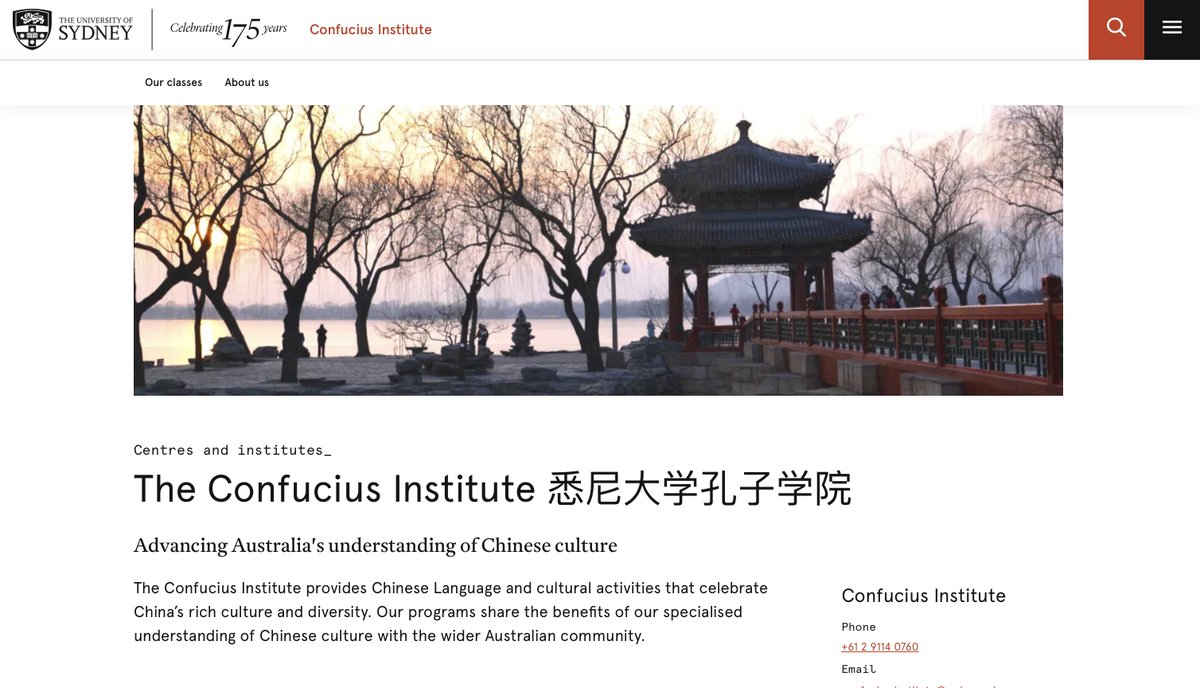 THE UNIVERSITY OF
SYDNEY
Celebrating 175 years
Confucius Institute
Our classes
About us
Centres and institutes_
The Confucius Institute 悉尼大学孔子学院
Advancing Australia's understanding of Chinese culture
The Confucius Institute provides Chinese Language and cultural activities that celebrate
China’s rich culture and diversity. Our programs share the benefits of our specialised
understanding of Chinese culture with the wider Australian community.
Confucius Institute
Phone
+61 2 9114 0760
Email